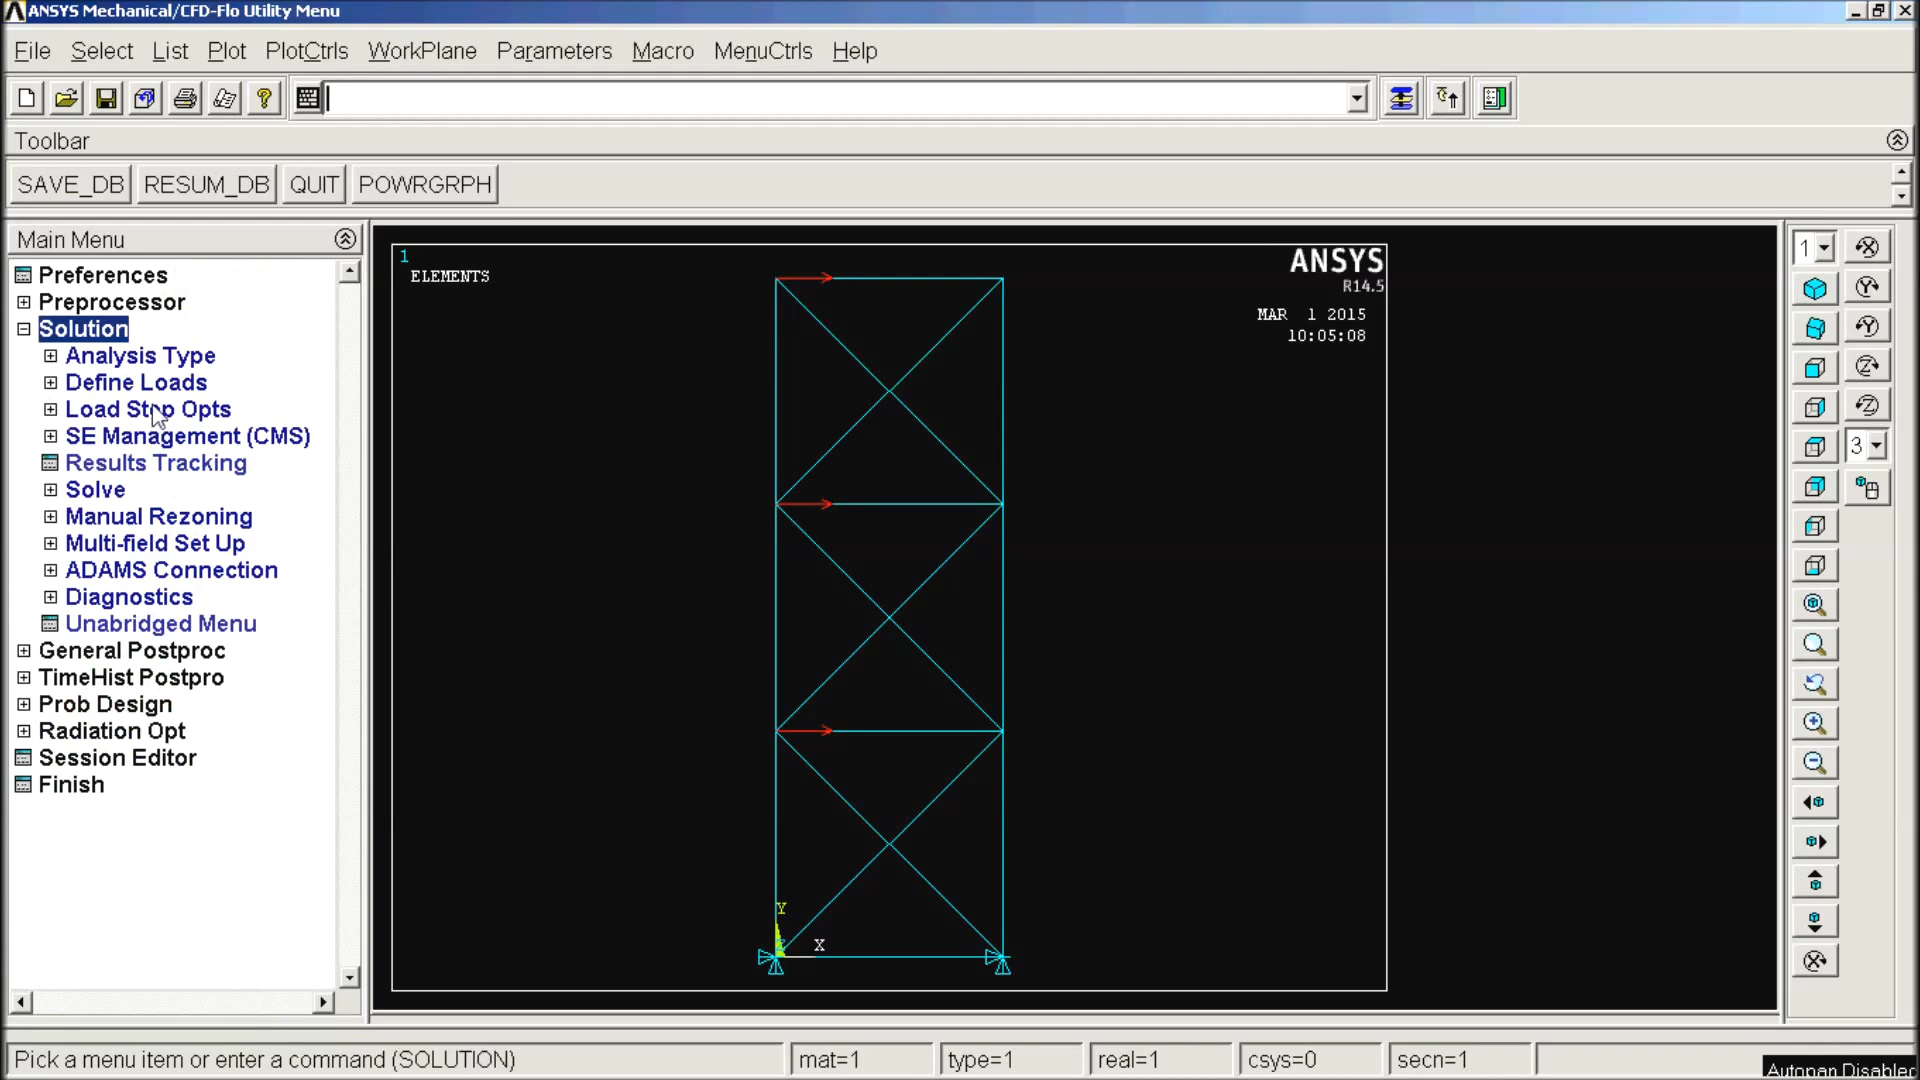 ANSYS Mechanical/CFD-Flo Utility Menu
File Select List Plot PlotCtrls WorkPlane Parameters Macro MenuCtrls Help
Toolbar
SAVE_DB RESUM_DB QUIT POWRGRPH
Main Menu
Preferences
Preprocessor
Solution
Analysis Type
Define Loads
Load Step Opts
SE Management (CMS)
Results Tracking
Solve
Manual Rezoning
Multi-field Set Up
ADAMS Connection
Diagnostics
Unabridged Menu
General Postproc
TimeHist Postpro
Prob Design
Radiation Opt
Session Editor
Finish
1
ELEMENTS
ANSYS
R14.5
MAR 1 2015
10:05:08
Y
X
1
X
Y
Y
Z
Z
3
X
Pick a menu item or enter a command (SOLUTION)
mat=1
type=1
real=1
csys=0
secn=1
Autopan Disabled